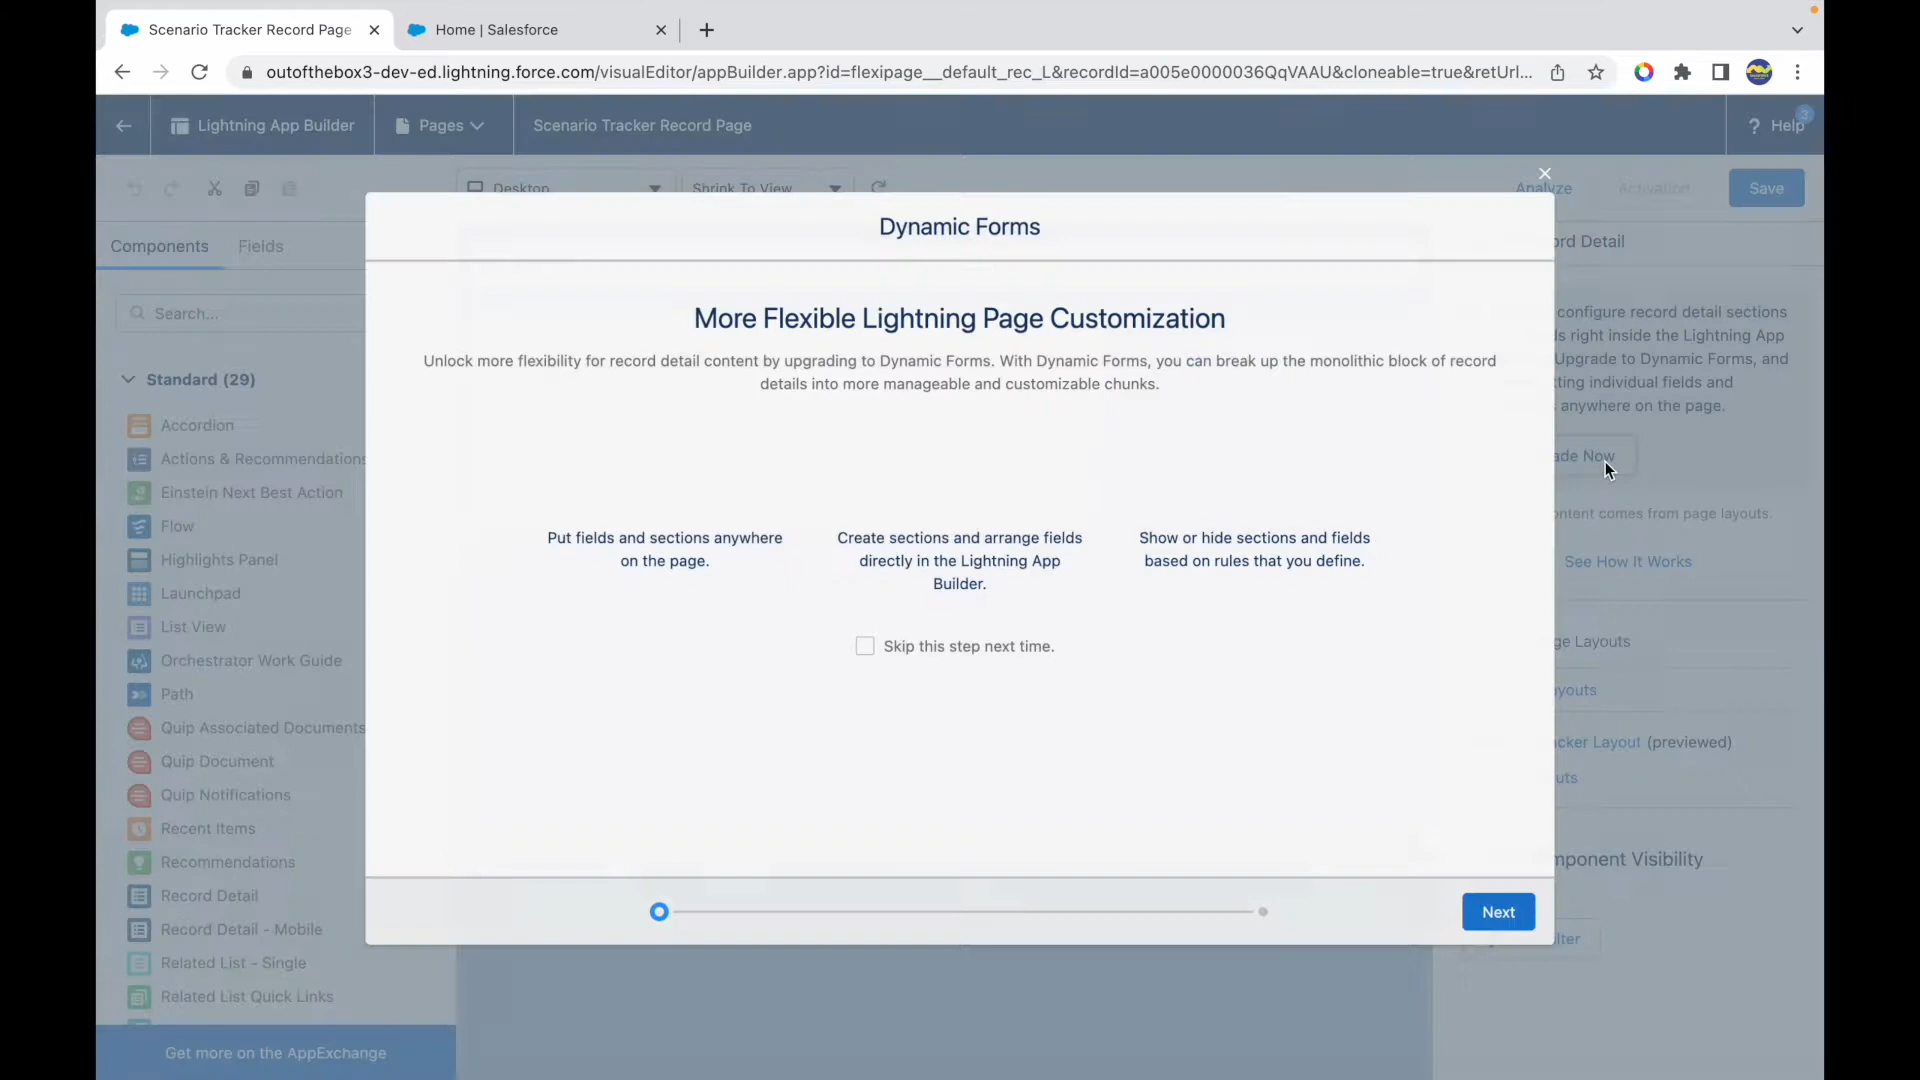 Scenario Tracker Record Page
Home | Salesforce
outofthebox3-dev-ed.lightning.force.com/visualEditor/appBuilder.app?id=flexipage__default_rec_L&recordId=a005e0000036QqVAAU&cloneable=true&retUrl...
Lightning App Builder
Pages
Scenario Tracker Record Page
? Help
3
Desktop
Shrink To View
Analyze
Activation
Save
Components
Fields
Search...
Standard (29)
Accordion
Actions & Recommendations
Einstein Next Best Action
Flow
Highlights Panel
Launchpad
List View
Orchestrator Work Guide
Path
Quip Associated Documents
Quip Document
Quip Notifications
Recent Items
Recommendations
Record Detail
Record Detail - Mobile
Related List - Single
Related List Quick Links
Get more on the AppExchange
Dynamic Forms
More Flexible Lightning Page Customization
Unlock more flexibility for record detail content by upgrading to Dynamic Forms. With Dynamic Forms, you can break up the monolithic block of record
details into more manageable and customizable chunks.
Put fields and sections anywhere
on the page.
Create sections and arrange fields
directly in the Lightning App
Builder.
Show or hide sections and fields
based on rules that you define.
Skip this step next time.
Next
Detail
configure record detail sections
right inside the Lightning App
Upgrade to Dynamic Forms, and
individual fields and
anywhere on the page.
Now
content comes from page layouts.
See How It Works
Layouts
Layout (previewed)
Visibility